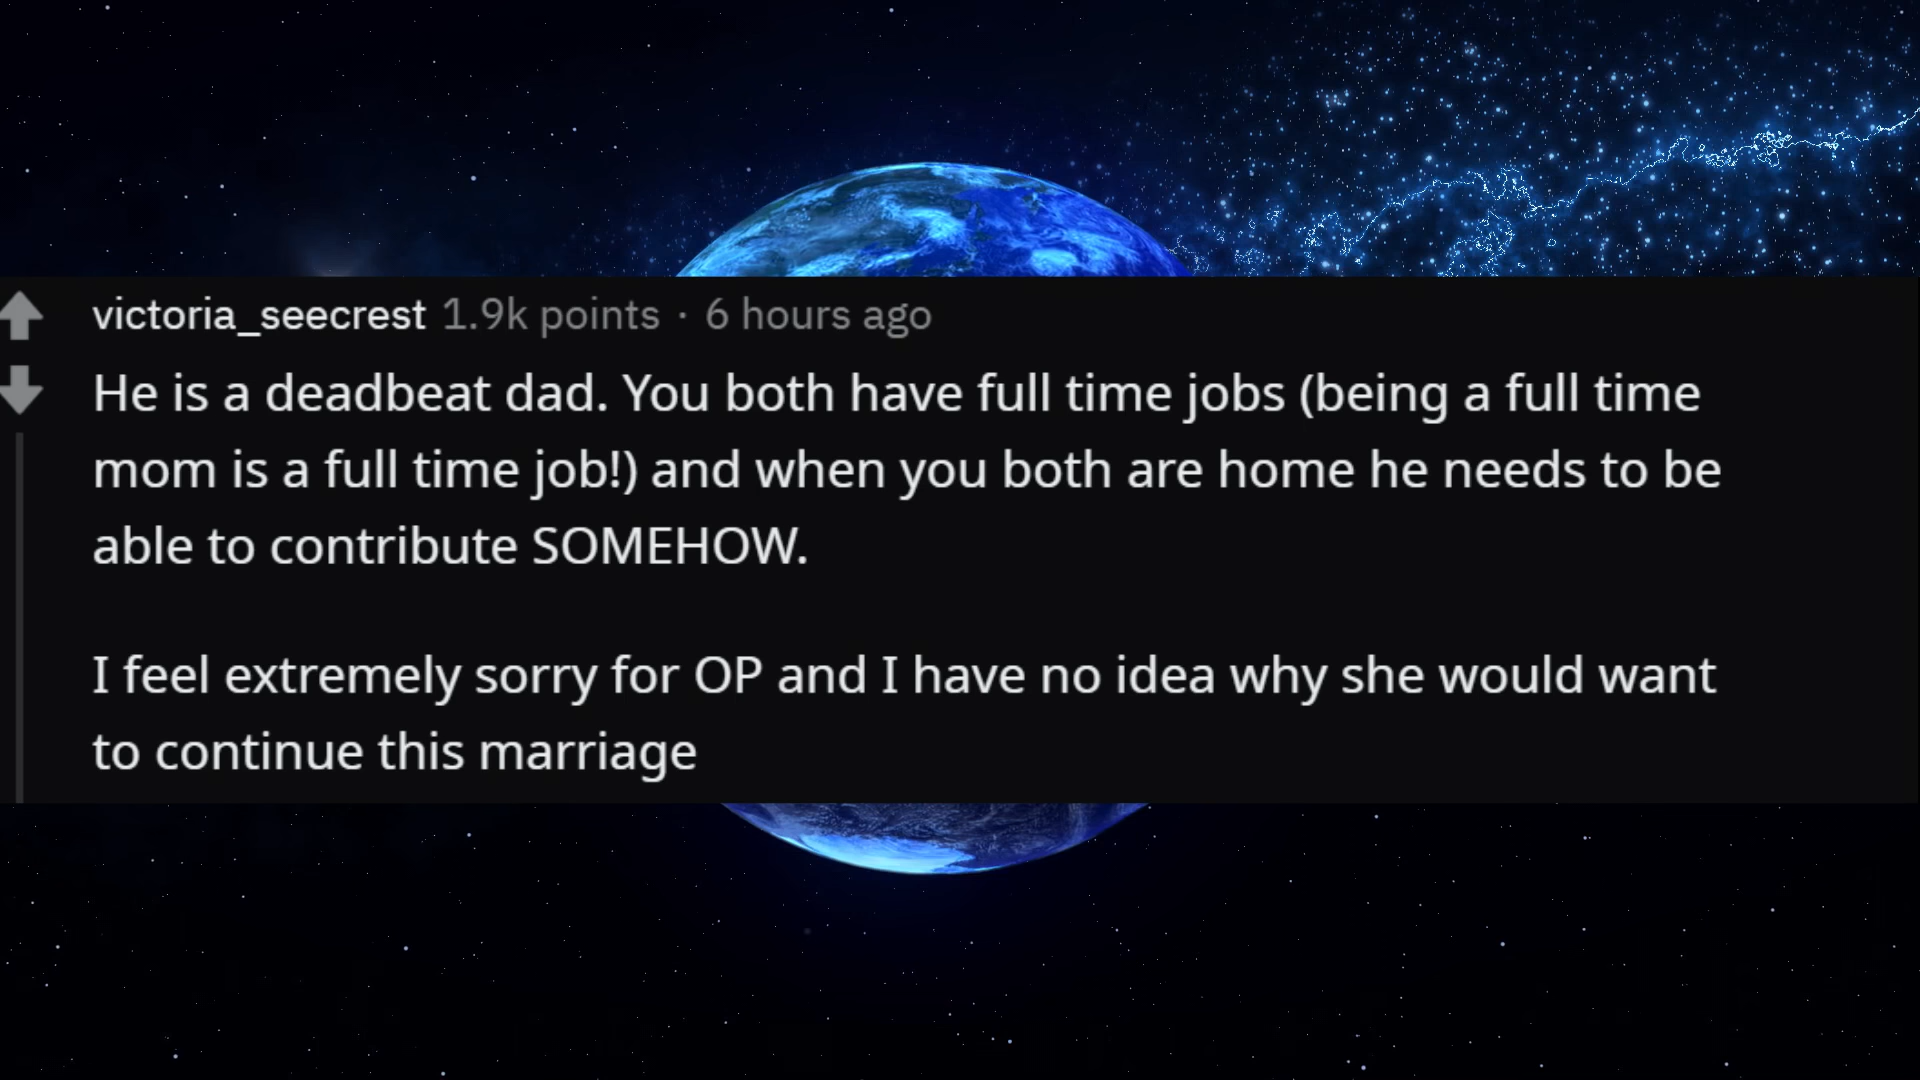 victoria_seecrest 1.9k points · 6 hours ago
He is a deadbeat dad. You both have full time jobs (being a full time
mom is a full time job!) and when you both are home he needs to be
able to contribute SOMEHOW.
I feel extremely sorry for OP and I have no idea why she would want
to continue this marriage